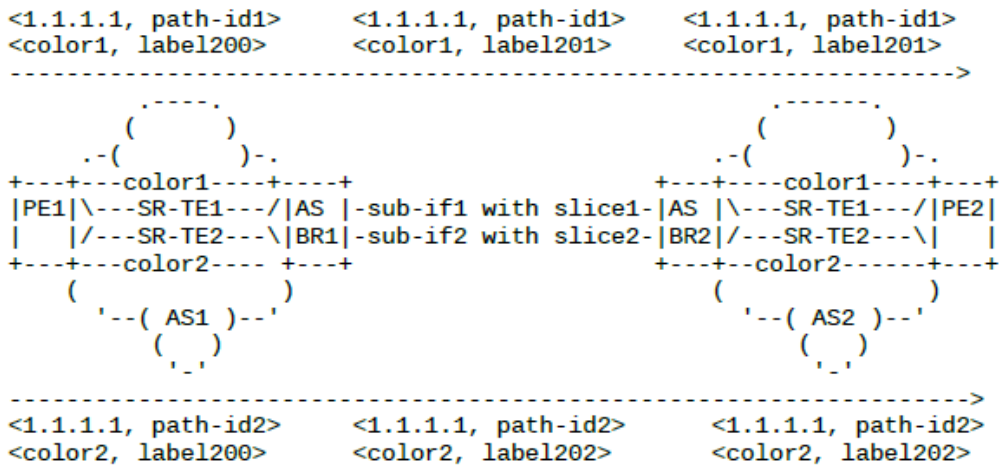 <1.1.1.1, path-id1>     <1.1.1.1, path-id1>    <1.1.1.1, path-id1>
<color1, label200>      <color1, label201>     <color1, label201>
------------------------------------------------------------------>
         .----.                                       .------.
        (      )                                     (        )
     .-(        )-.                               .-(          )-.
+---+---color1----+----+                     +---+----color1----+---+
|PE1|\---SR-TE1---/|AS |-sub-if1 with slice1-|AS |\---SR-TE1---/|PE2|
|   |/---SR-TE2---\|BR1|-sub-if2 with slice2-|BR2|/---SR-TE2---\|   |
+---+---color2---- +---+                     +---+--color2------+---+
    (              )                             (              )
      '--( AS1 )--'                                '--( AS2 )--'
          (   )                                        (   )
           '-'                                          '-'
------------------------------------------------------------------->
<1.1.1.1, path-id2>     <1.1.1.1, path-id2>      <1.1.1.1, path-id2>
<color2, label200>      <color2, label202>       <color2, label202>